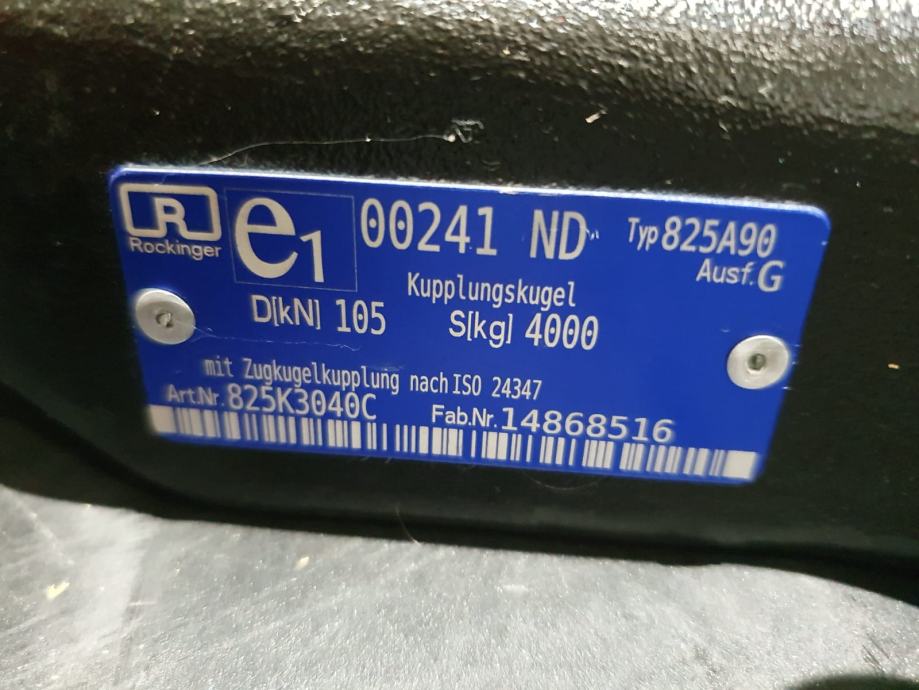 R
Rockinger
e1
00241 ND Typ 825A90
Ausf. G
Kupplungskugel
D[kN] 105 S[kg] 4000
mit Zugkugelkupplung nach ISO 24347
Art.Nr. 825K3040C Fab.Nr. 14868516